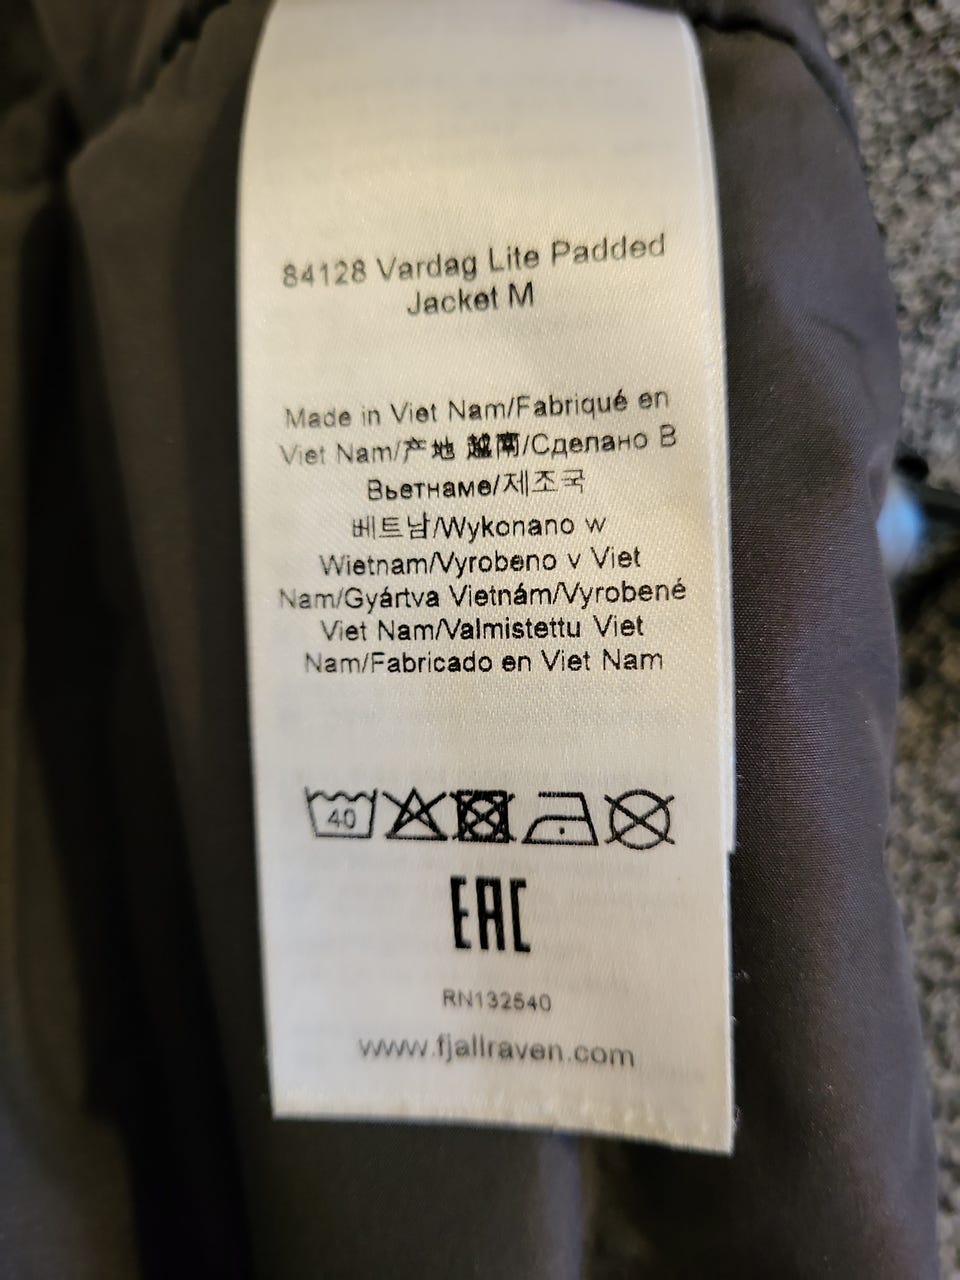 84128 Vardag Lite Padded
Jacket M
Made in Viet Nam/Fabriqué en
Viet Nam/产地 越南/Сделано В
Вьетнаме/제조국
베트남/Wykonano w
Wietnam/Vyrobeno v Viet
Nam/Gyártva Vietnám/Vyrobené
Viet Nam/Valmistettu Viet
Nam/Fabricado en Viet Nam
40
EAC
RN132540
www.fjallraven.com